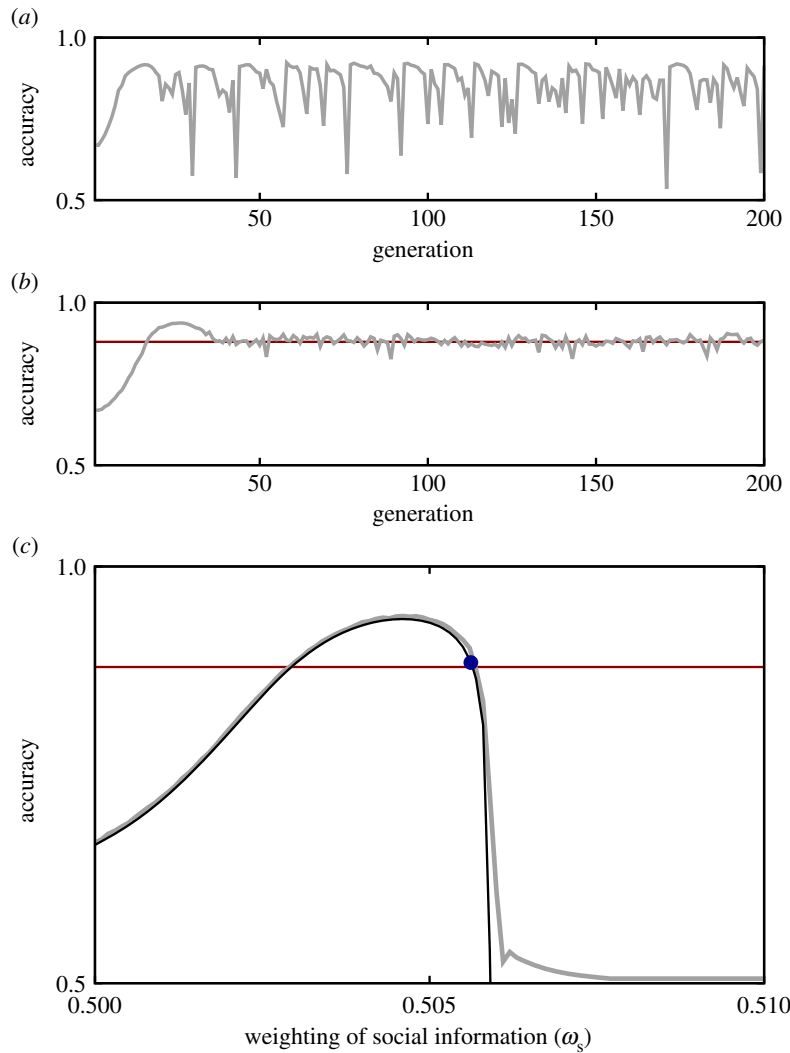 (a)
1.0
accuracy
0.5
50 100 150 200
generation
(b)
1.0
accuracy
0.5
50 100 150 200
generation
(c)
1.0
accuracy
0.5
0.500 0.505 0.510
weighting of social information (ωs)